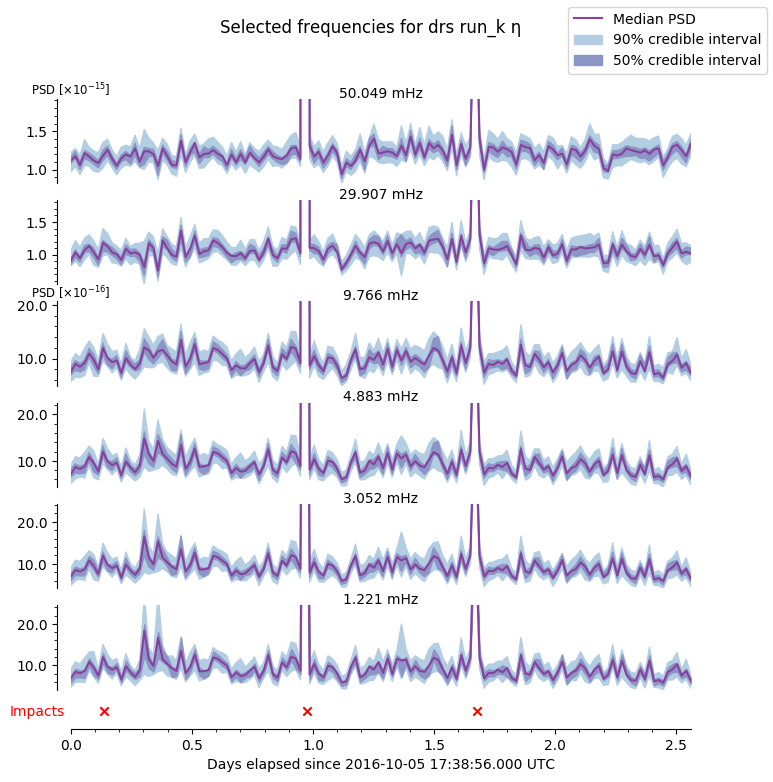 Selected frequencies for drs run_k η
Median PSD
90% credible interval
50% credible interval
PSD [×10⁻¹⁵]
50.049 mHz
1.5
1.0
29.907 mHz
1.5
1.0
PSD [×10⁻¹⁶]
9.766 mHz
20.0
10.0
4.883 mHz
20.0
10.0
3.052 mHz
20.0
10.0
1.221 mHz
20.0
10.0
Impacts
0.0 0.5 1.0 1.5 2.0 2.5
Days elapsed since 2016-10-05 17:38:56.000 UTC